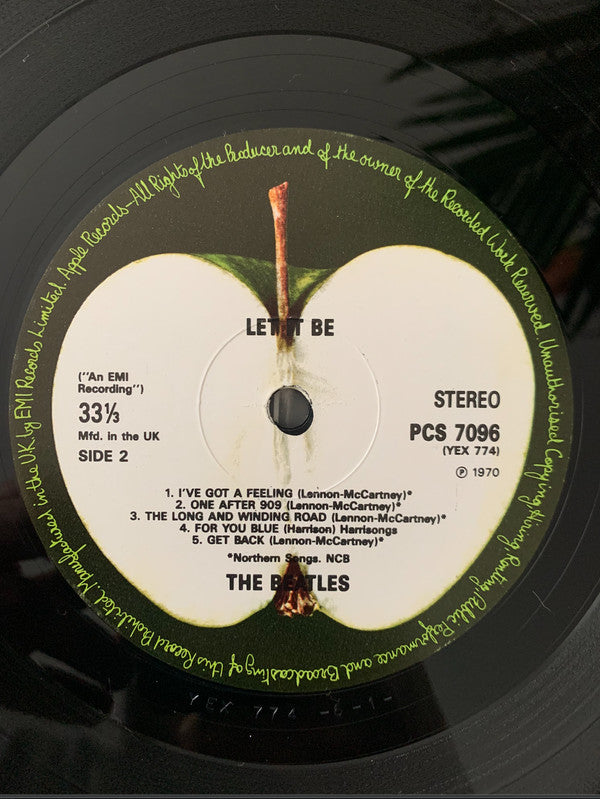 Manufactured in the UK by EMI Records Limited. Apple Records—All Rights of the Producer and of the owner of the Recorded Work Reserved. Unauthorised Copying, Hiring, Renting, Public Performance and Broadcasting of this Record Prohibited.
LET IT BE
("An EMI
Recording")
33⅓
Mfd. in the UK
SIDE 2
STEREO
PCS 7096
(YEX 774)
℗ 1970
1. I'VE GOT A FEELING (Lennon-McCartney)*
2. ONE AFTER 909 (Lennon-McCartney)*
3. THE LONG AND WINDING ROAD (Lennon-McCartney)*
4. FOR YOU BLUE (Harrison) Harrisongs
5. GET BACK (Lennon-McCartney)*
*Northern Songs. NCB
THE BEATLES
YEX 774